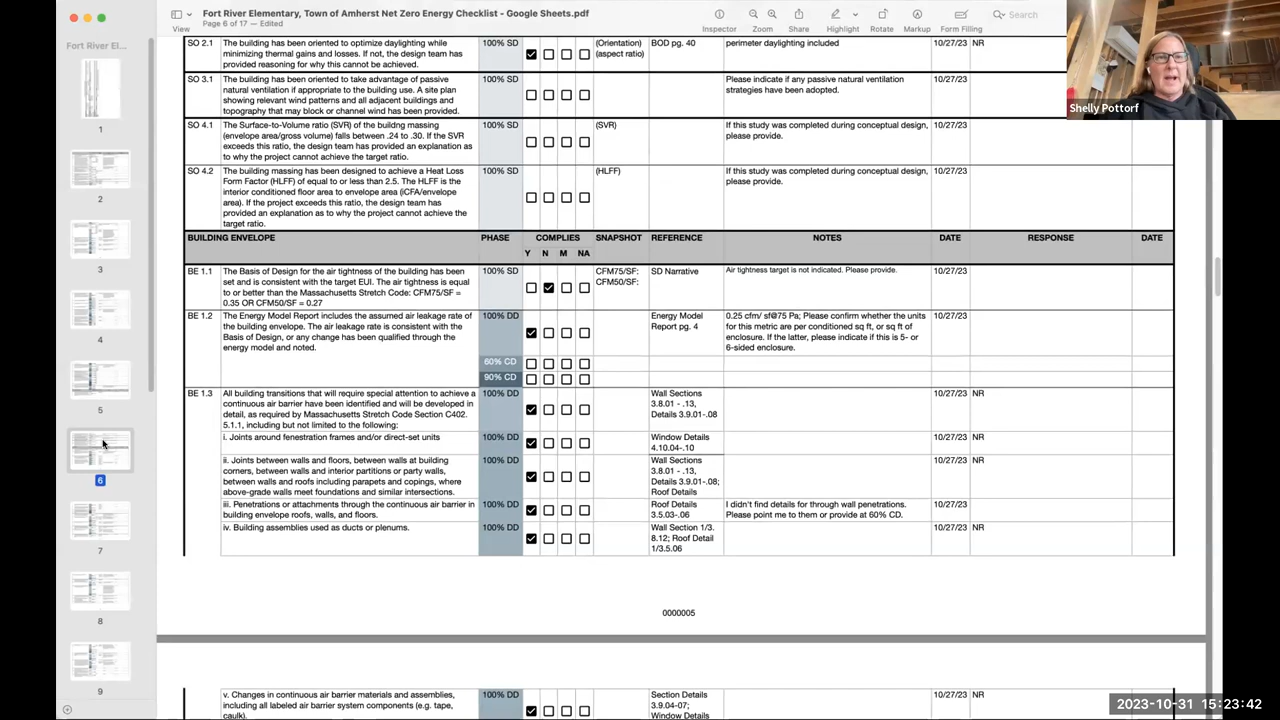 Fort River Elementary, Town of Amherst Net Zero Energy Checklist - Google Sheets.pdf
Page 6 of 17 — Edited
View
Inspector
Zoom
Share
Highlight
Rotate
Markup
Form Filling
Search
Fort River El...
1
2
3
4
5
6
7
8
9
Shelly Pottorf
SO 2.1
The building has been oriented to optimize daylighting while
minimizing thermal gains and losses. If not, the design team has
provided reasoning for why this cannot be achieved.
100% SD
(Orientation)
(aspect ratio)
BOD pg. 40
perimeter daylighting included
10/27/23
NR
SO 3.1
The building has been oriented to take advantage of passive
natural ventilation if appropriate to the building use. A site plan
showing relevant wind patterns and all adjacent buildings and
topography that may block or channel wind has been provided.
100% SD
Please indicate if any passive natural ventilation
strategies have been adopted.
10/27/23
SO 4.1
The Surface-to-Volume ratio (SVR) of the buildng massing
(envelope area/gross volume) falls between .24 to .30. If the SVR
exceeds this ratio, the design team has provided an explanation as
to why the project cannot achieve the target ratio.
100% SD
(SVR)
If this study was completed during conceptual design,
please provide.
10/27/23
SO 4.2
The building massing has been designed to achieve a Heat Loss
Form Factor (HLFF) of equal to or less than 2.5. The HLFF is the
interior conditioned floor area to envelope area (iCFA/envelope
area). If the project exceeds this ratio, the design team has
provided an explanation as to why the project cannot achieve the
target ratio.
100% SD
(HLFF)
If this study was completed during conceptual design,
please provide.
10/27/23
BUILDING ENVELOPE
PHASE
COMPLIES
SNAPSHOT
REFERENCE
NOTES
DATE
RESPONSE
DATE
Y N M NA
BE 1.1
The Basis of Design for the air tightness of the building has been
set and is consistent with the target EUI. The air tightness is equal
to or better than the Massachusetts Stretch Code: CFM75/SF =
0.35 OR CFM50/SF = 0.27
100% SD
CFM75/SF:
CFM50/SF:
SD Narrative
Air tightness target is not indicated. Please provide.
10/27/23
BE 1.2
The Energy Model Report includes the assumed air leakage rate of
the building envelope. The air leakage rate is consistent with the
Basis of Design, or any change has been qualified through the
energy model and noted.
100% DD
Energy Model
Report pg. 4
0.25 cfm/ sf@75 Pa; Please confirm whether the units
for this metric are per conditioned sq ft, or sq ft of
enclosure. If the latter, please indicate if this is 5- or
6-sided enclosure.
10/27/23
60% CD
90% CD
BE 1.3
All building transitions that will require special attention to achieve a
continuous air barrier have been identified and will be developed in
detail, as required by Massachusetts Stretch Code Section C402.
5.1.1, including but not limited to the following:
100% DD
Wall Sections
3.8.01 - .13,
Details 3.9.01-.08
10/27/23
NR
i. Joints around fenestration frames and/or direct-set units
100% DD
Window Details
4.10.04-.10
10/27/23
NR
ii. Joints between walls and floors, between walls at building
corners, between walls and interior partitions or party walls,
between walls and roofs including parapets and copings, where
above-grade walls meet foundations and similar intersections.
100% DD
Wall Sections
3.8.01 - .13,
Details 3.9.01-.08;
Roof Details
10/27/23
NR
iii. Penetrations or attachments through the continuous air barrier in
building envelope roofs, walls, and floors.
100% DD
Roof Details
3.5.03-.06
I didn't find details for through wall penetrations.
Please point me to them or provide at 60% CD.
10/27/23
iv. Building assemblies used as ducts or plenums.
100% DD
Wall Section 1/3.
8.12; Roof Detail
1/3.5.06
10/27/23
NR
0000005
v. Changes in continuous air barrier materials and assemblies,
including all labeled air barrier system components (e.g. tape,
caulk).
100% DD
Section Details
3.9.04-07;
Window Details
10/27/23
NR
2023-10-31 15:23:42